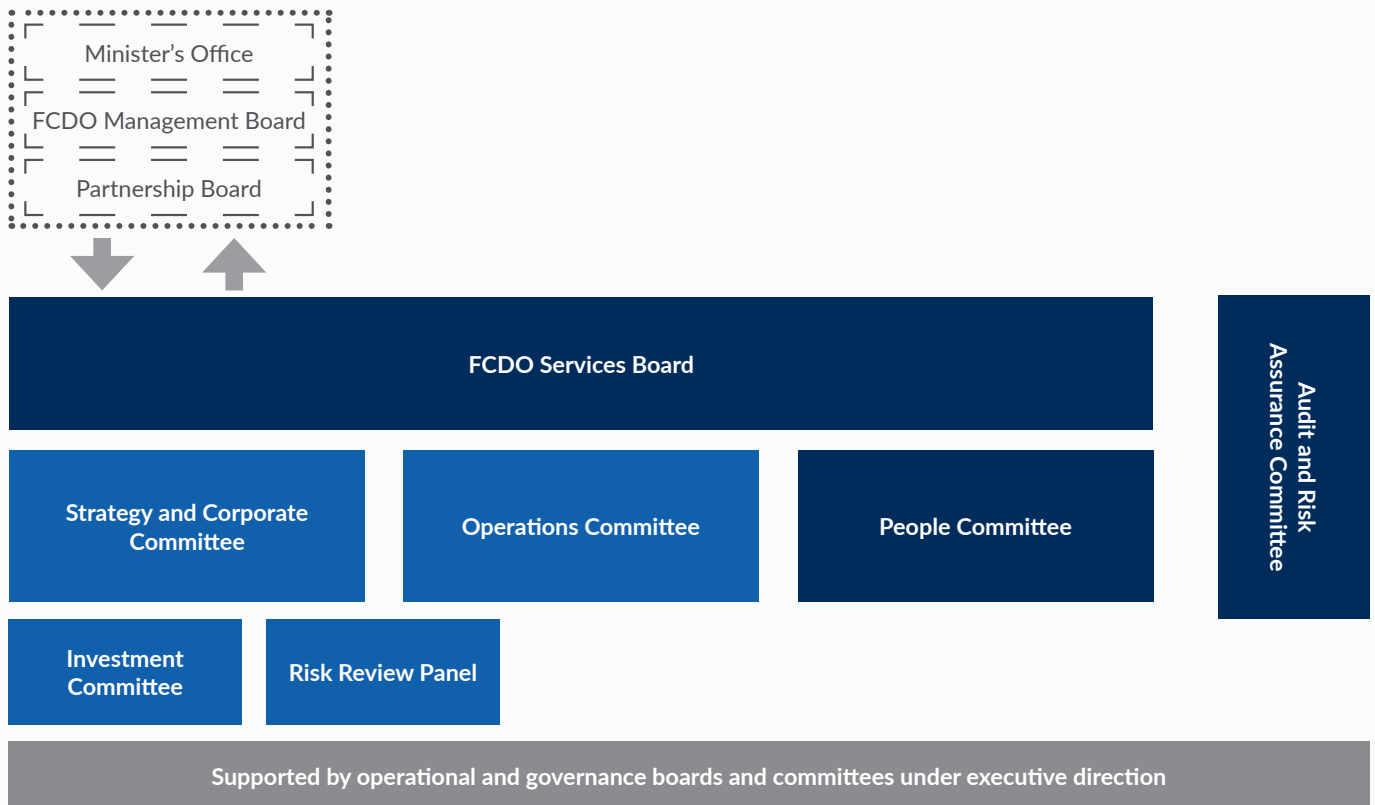 Minister’s Office
FCDO Management Board
Partnership Board
FCDO Services Board
Audit and Risk
Assurance Committee
Strategy and Corporate
Committee
Operations Committee
People Committee
Investment
Committee
Risk Review Panel
Supported by operational and governance boards and committees under executive direction